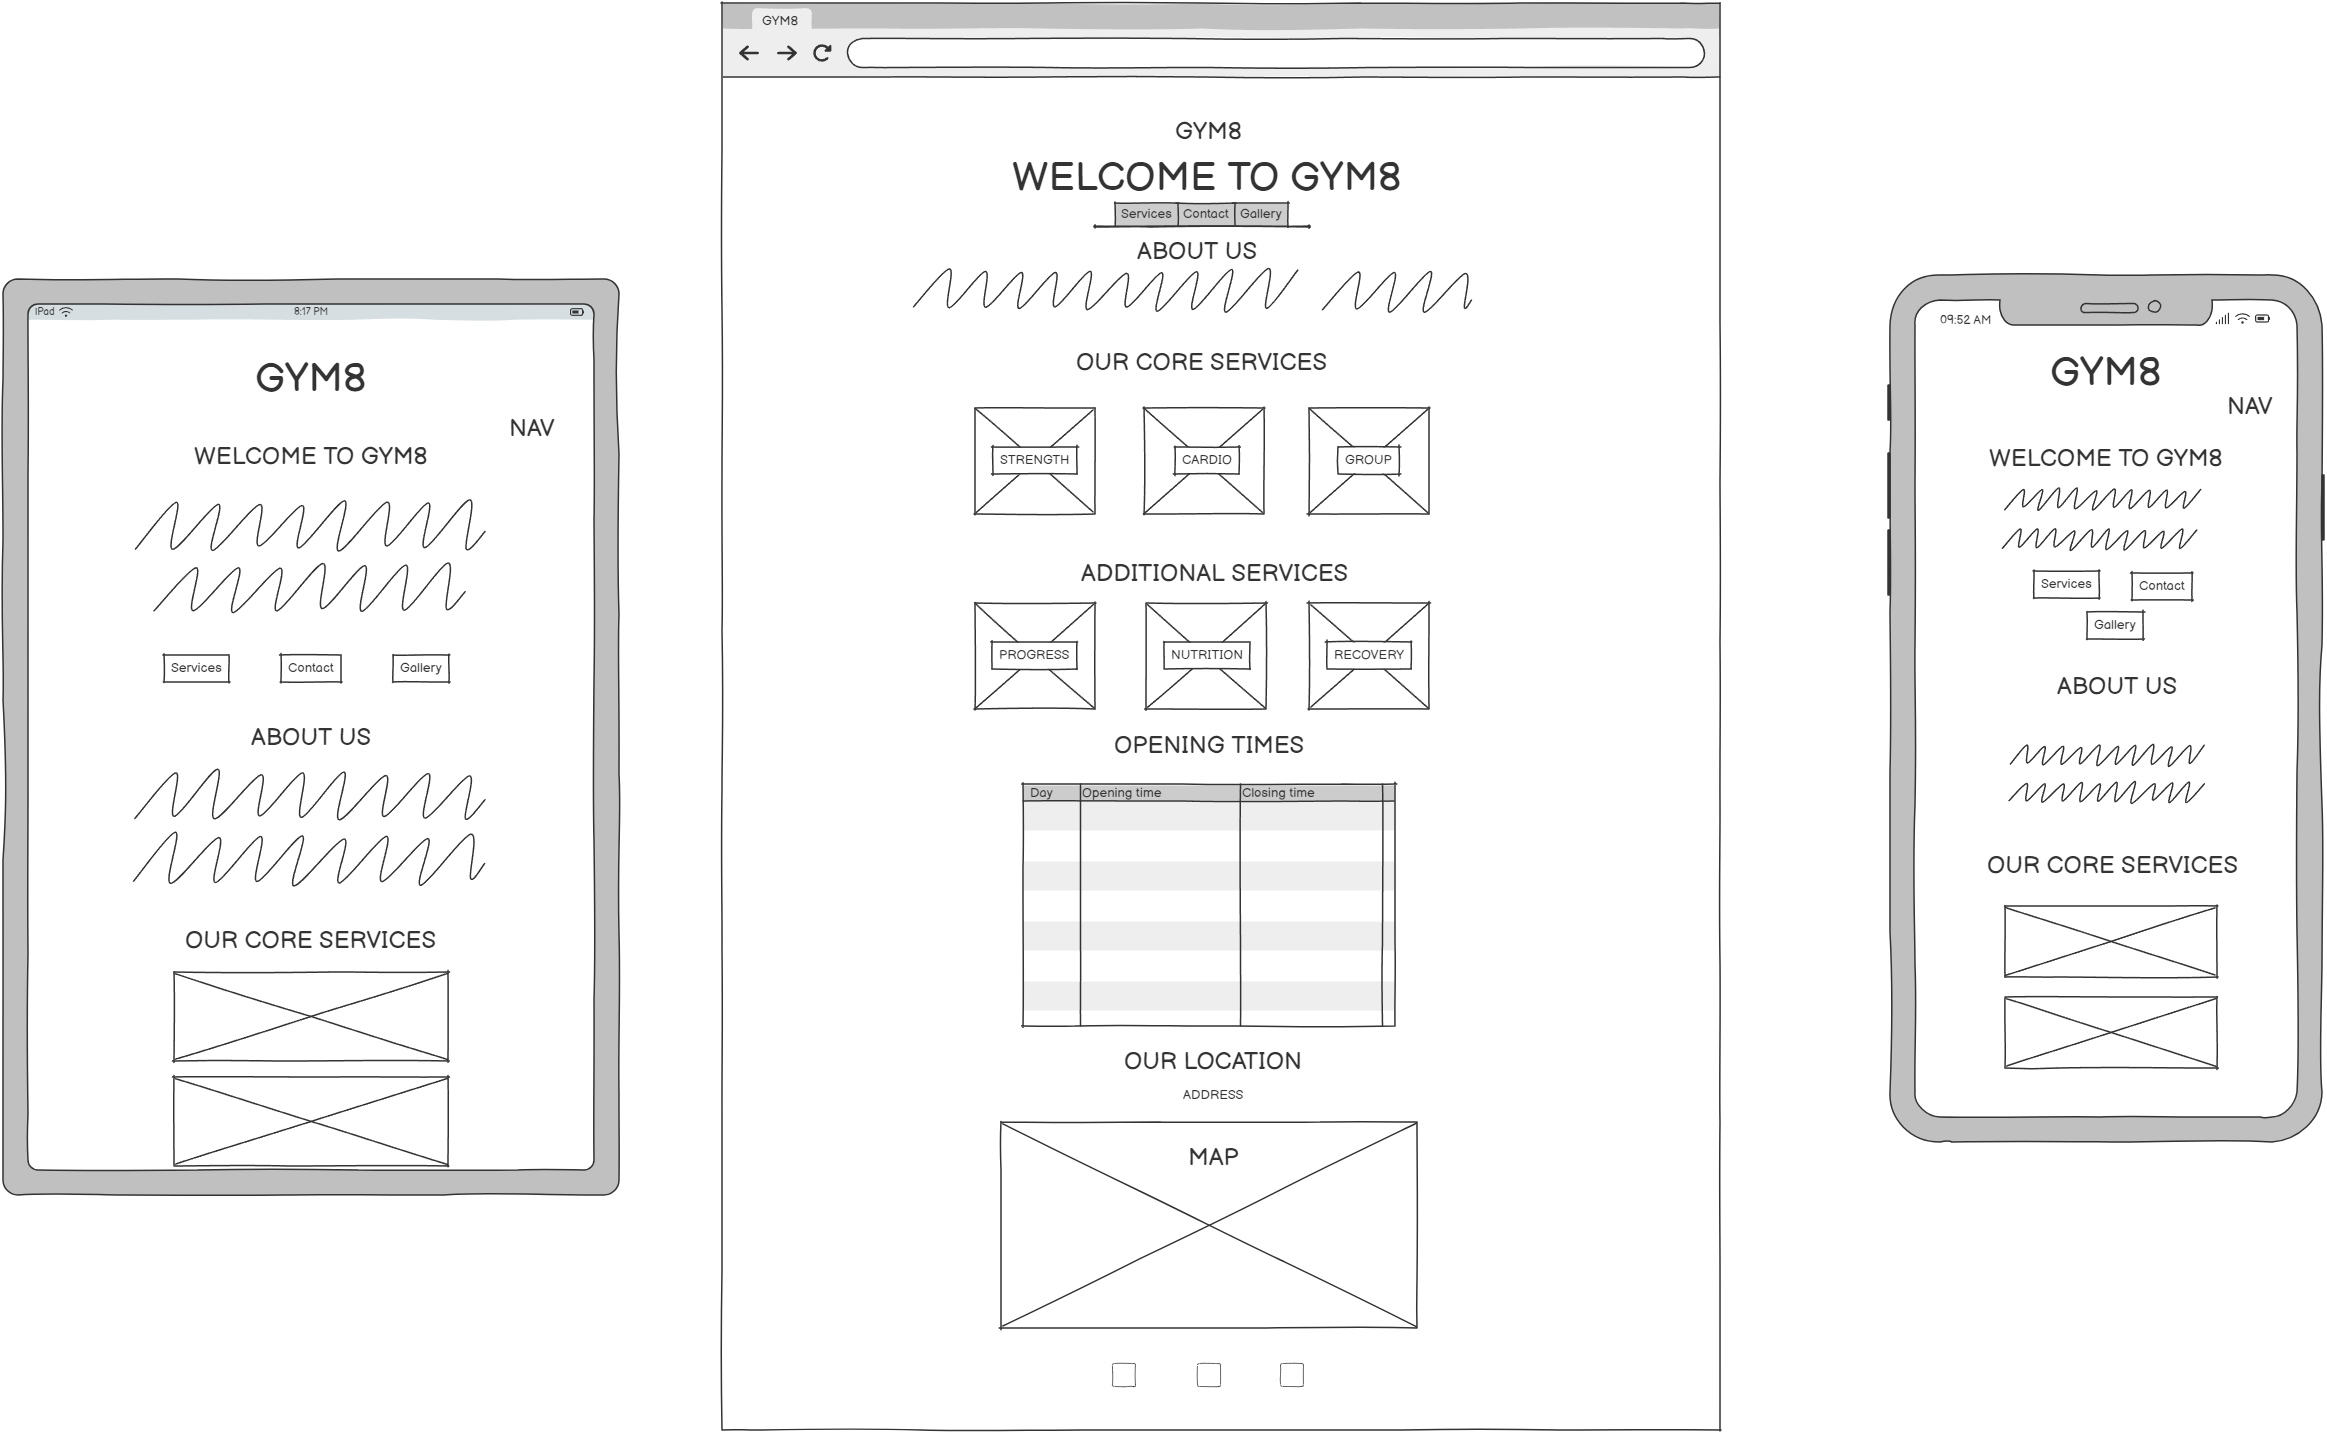 iPad 8:17 PM
GYM8
NAV
WELCOME TO GYM8
Services Contact Gallery
ABOUT US
OUR CORE SERVICES
GYM8
GYM8
WELCOME TO GYM8
Services Contact Gallery
ABOUT US
OUR CORE SERVICES
STRENGTH CARDIO GROUP
ADDITIONAL SERVICES
PROGRESS NUTRITION RECOVERY
OPENING TIMES
Day Opening time Closing time
OUR LOCATION
ADDRESS
MAP
09:52 AM
GYM8
NAV
WELCOME TO GYM8
Services Contact
Gallery
ABOUT US
OUR CORE SERVICES